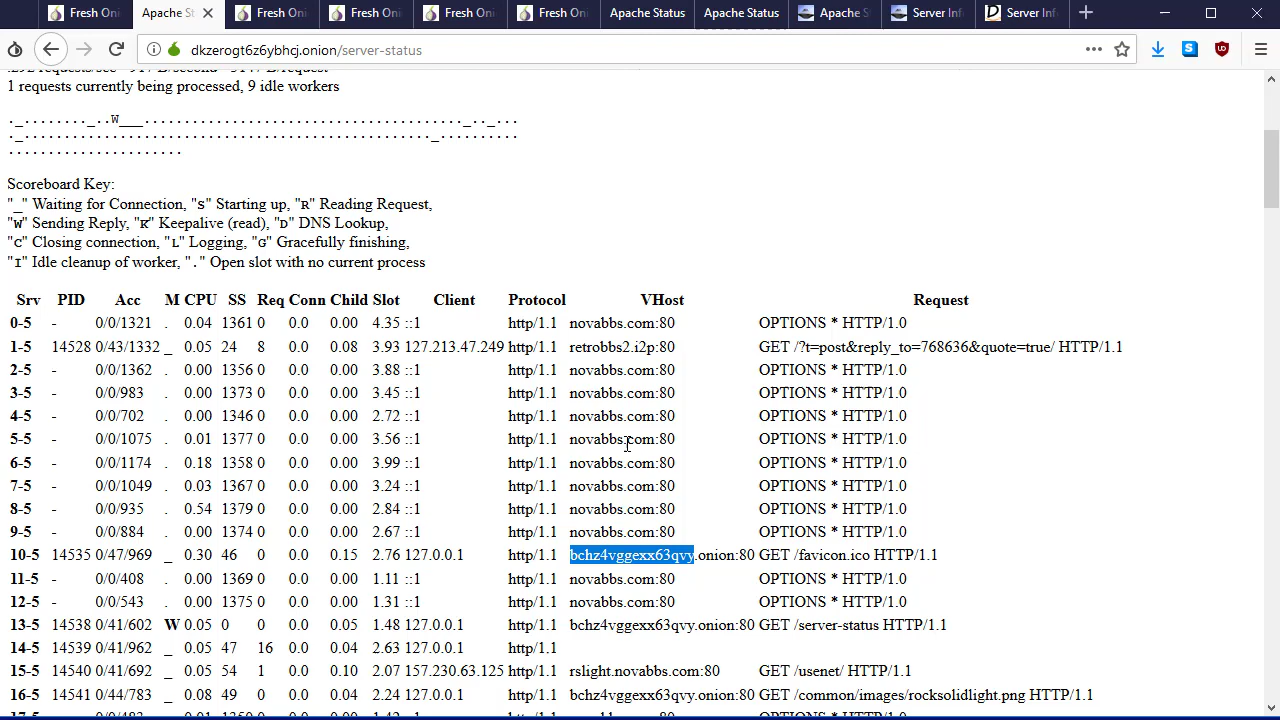 Fresh Oni Apache St Fresh Oni Fresh Oni Fresh Oni Fresh Oni Apache Status Apache Status Apache S Server Inf Server Info
dkzerogt6z6ybhcj.onion/server-status
.292 requests/sec - 917 B/second - 3147 B/request
1 requests currently being processed, 9 idle workers
._........_..W___........................................_.._...
._..................................................._..........
......................
Scoreboard Key:
"_" Waiting for Connection, "S" Starting up, "R" Reading Request,
"W" Sending Reply, "K" Keepalive (read), "D" DNS Lookup,
"C" Closing connection, "L" Logging, "G" Gracefully finishing,
"I" Idle cleanup of worker, "." Open slot with no current process
Srv PID Acc M CPU SS Req Conn Child Slot Client Protocol VHost Request
0-5 - 0/0/1321 . 0.04 1361 0 0.0 0.00 4.35 ::1 http/1.1 novabbs.com:80 OPTIONS * HTTP/1.0
1-5 14528 0/43/1332 _ 0.05 24 8 0.0 0.08 3.93 127.213.47.249 http/1.1 retrobbs2.i2p:80 GET /?t=post&reply_to=768636&quote=true/ HTTP/1.1
2-5 - 0/0/1362 . 0.00 1356 0 0.0 0.00 3.88 ::1 http/1.1 novabbs.com:80 OPTIONS * HTTP/1.0
3-5 - 0/0/983 . 0.00 1373 0 0.0 0.00 3.45 ::1 http/1.1 novabbs.com:80 OPTIONS * HTTP/1.0
4-5 - 0/0/702 . 0.00 1346 0 0.0 0.00 2.72 ::1 http/1.1 novabbs.com:80 OPTIONS * HTTP/1.0
5-5 - 0/0/1075 . 0.01 1377 0 0.0 0.00 3.56 ::1 http/1.1 novabbs.com:80 OPTIONS * HTTP/1.0
6-5 - 0/0/1174 . 0.18 1358 0 0.0 0.00 3.99 ::1 http/1.1 novabbs.com:80 OPTIONS * HTTP/1.0
7-5 - 0/0/1049 . 0.03 1367 0 0.0 0.00 3.24 ::1 http/1.1 novabbs.com:80 OPTIONS * HTTP/1.0
8-5 - 0/0/935 . 0.54 1379 0 0.0 0.00 2.84 ::1 http/1.1 novabbs.com:80 OPTIONS * HTTP/1.0
9-5 - 0/0/884 . 0.00 1374 0 0.0 0.00 2.67 ::1 http/1.1 novabbs.com:80 OPTIONS * HTTP/1.0
10-5 14535 0/47/969 _ 0.30 46 0 0.0 0.15 2.76 127.0.0.1 http/1.1 bchz4vggexx63qvy.onion:80 GET /favicon.ico HTTP/1.1
11-5 - 0/0/408 . 0.00 1369 0 0.0 0.00 1.11 ::1 http/1.1 novabbs.com:80 OPTIONS * HTTP/1.0
12-5 - 0/0/543 . 0.00 1375 0 0.0 0.00 1.31 ::1 http/1.1 novabbs.com:80 OPTIONS * HTTP/1.0
13-5 14538 0/41/602 W 0.05 0 0 0.0 0.05 1.48 127.0.0.1 http/1.1 bchz4vggexx63qvy.onion:80 GET /server-status HTTP/1.1
14-5 14539 0/41/962 _ 0.05 47 16 0.0 0.04 2.63 127.0.0.1 http/1.1
15-5 14540 0/41/692 _ 0.05 54 1 0.0 0.10 2.07 157.230.63.125 http/1.1 rslight.novabbs.com:80 GET /usenet/ HTTP/1.1
16-5 14541 0/44/783 _ 0.08 49 0 0.0 0.04 2.24 127.0.0.1 http/1.1 bchz4vggexx63qvy.onion:80 GET /common/images/rocksolidlight.png HTTP/1.1